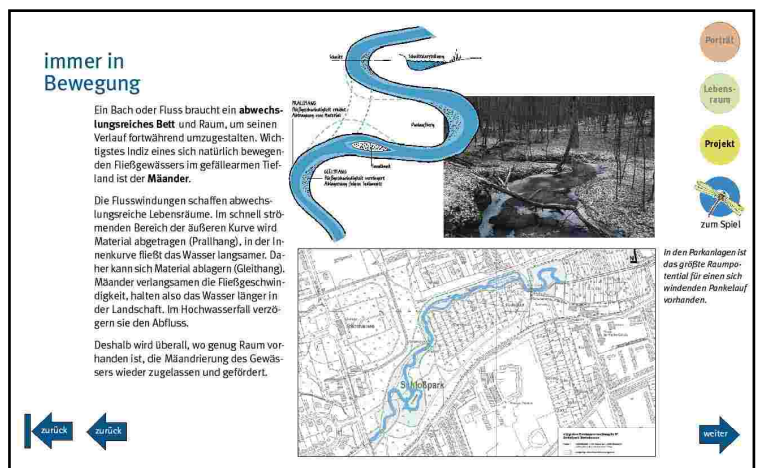 immer in
Bewegung
Ein Bach oder Fluss braucht ein abwechs-
lungsreiches Bett und Raum, um seinen
Verlauf fortwährend umzugestalten. Wich-
tigstes Indiz eines sich natürlich bewegen-
den Fließgewässers im gefällearmen Tief-
land ist der Mäander.
Die Flusswindungen schaffen abwechs-
lungsreiche Lebensräume. Im schnell strö-
menden Bereich der äußeren Kurve wird
Material abgetragen (Prallhang), in der In-
nenkurve fließt das Wasser langsamer. Da-
her kann sich Material ablagern (Gleithang).
Mäander verlangsamen die Fließgeschwin-
digkeit, halten also das Wasser länger in
der Landschaft. Im Hochwasserfall verzö-
gern sie den Abfluss.
Deshalb wird überall, wo genug Raum vor-
handen ist, die Mäandrierung des Gewäs-
sers wieder zugelassen und gefördert.
PRALLHANG
GLEITHANG
Schloßpark
Porträt
Lebens-
raum
Projekt
zum Spiel
In den Parkanlagen ist
das größte Raumpo-
tential für einen sich
windenden Pankelauf
vorhanden.
zurück
zurück
weiter